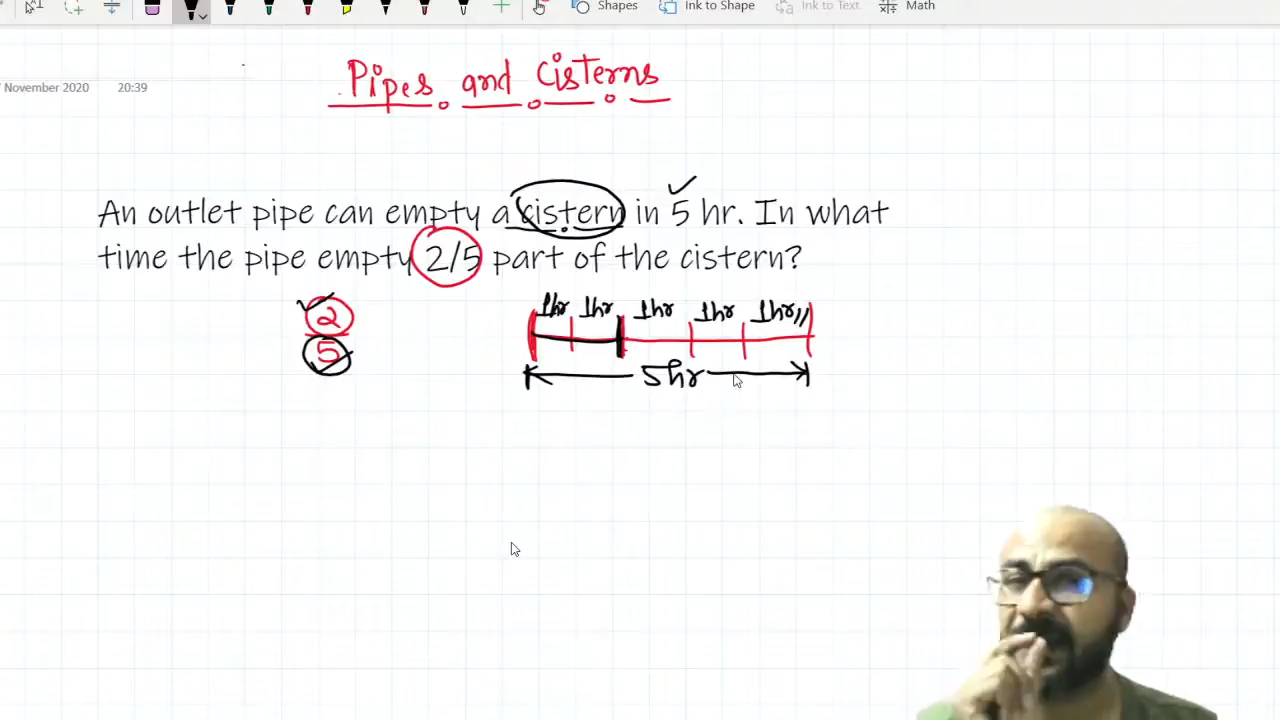 Shapes Ink to Shape Ink to Text Math
November 2020 20:39
Pipes and Cisterns
An outlet pipe can empty a cistern in 5 hr. In what
time the pipe empty 2/5 part of the cistern?
2
5
1hr 1hr 1hr 1hr 1hr
5hr